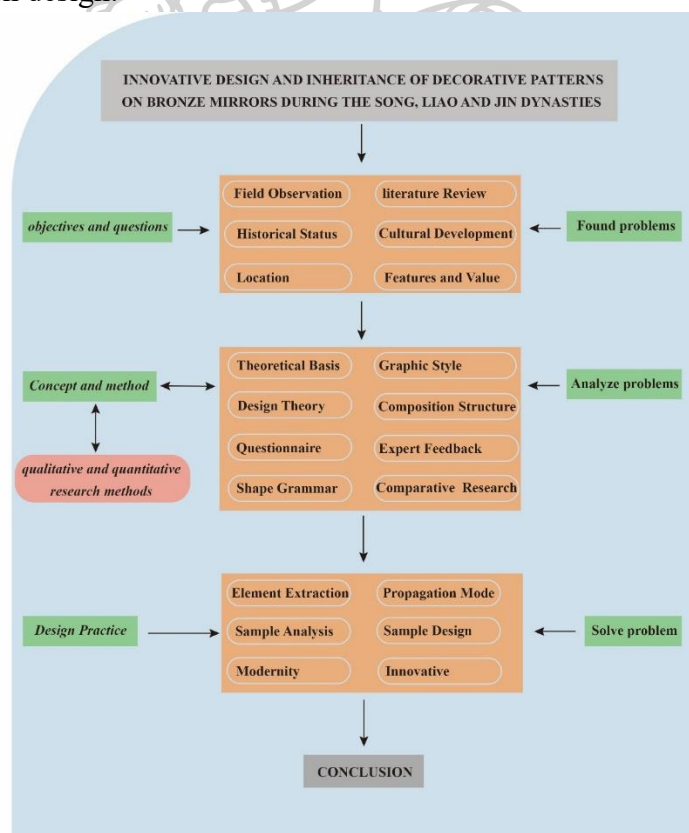 design.
INNOVATIVE DESIGN AND INHERITANCE OF DECORATIVE PATTERNS
ON BRONZE MIRRORS DURING THE SONG, LIAO AND JIN DYNASTIES
Field Observation
literature Review
objectives and questions
Historical Status
Cultural Development
Found problems
Location
Features and Value
Theoretical Basis
Graphic Style
Concept and method
Analyze problems
Design Theory
Composition Structure
Questionnaire
Expert Feedback
qualitative and quantitative
research methods
Shape Grammar
Comparative Research
Element Extraction
Propagation Mode
Design Practice
Sample Analysis
Sample Design
Solve problem
Modernity
Innovative
CONCLUSION